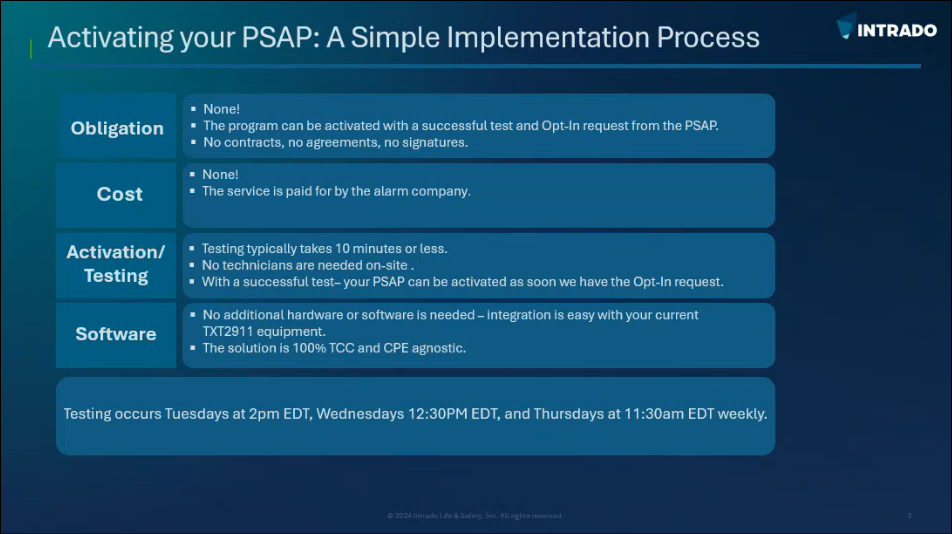 Activating your PSAP: A Simple Implementation Process
INTRADO
Obligation
▪ None!
▪ The program can be activated with a successful test and Opt-In request from the PSAP.
▪ No contracts, no agreements, no signatures.
Cost
▪ None!
▪ The service is paid for by the alarm company.
Activation/
Testing
▪ Testing typically takes 10 minutes or less.
▪ No technicians are needed on-site .
▪ With a successful test– your PSAP can be activated as soon we have the Opt-In request.
Software
▪ No additional hardware or software is needed – integration is easy with your current
TXT2911 equipment.
▪ The solution is 100% TCC and CPE agnostic.
Testing occurs Tuesdays at 2pm EDT, Wednesdays 12:30PM EDT, and Thursdays at 11:30am EDT weekly.
© 2024 Intrado Life & Safety, Inc. All rights reserved.